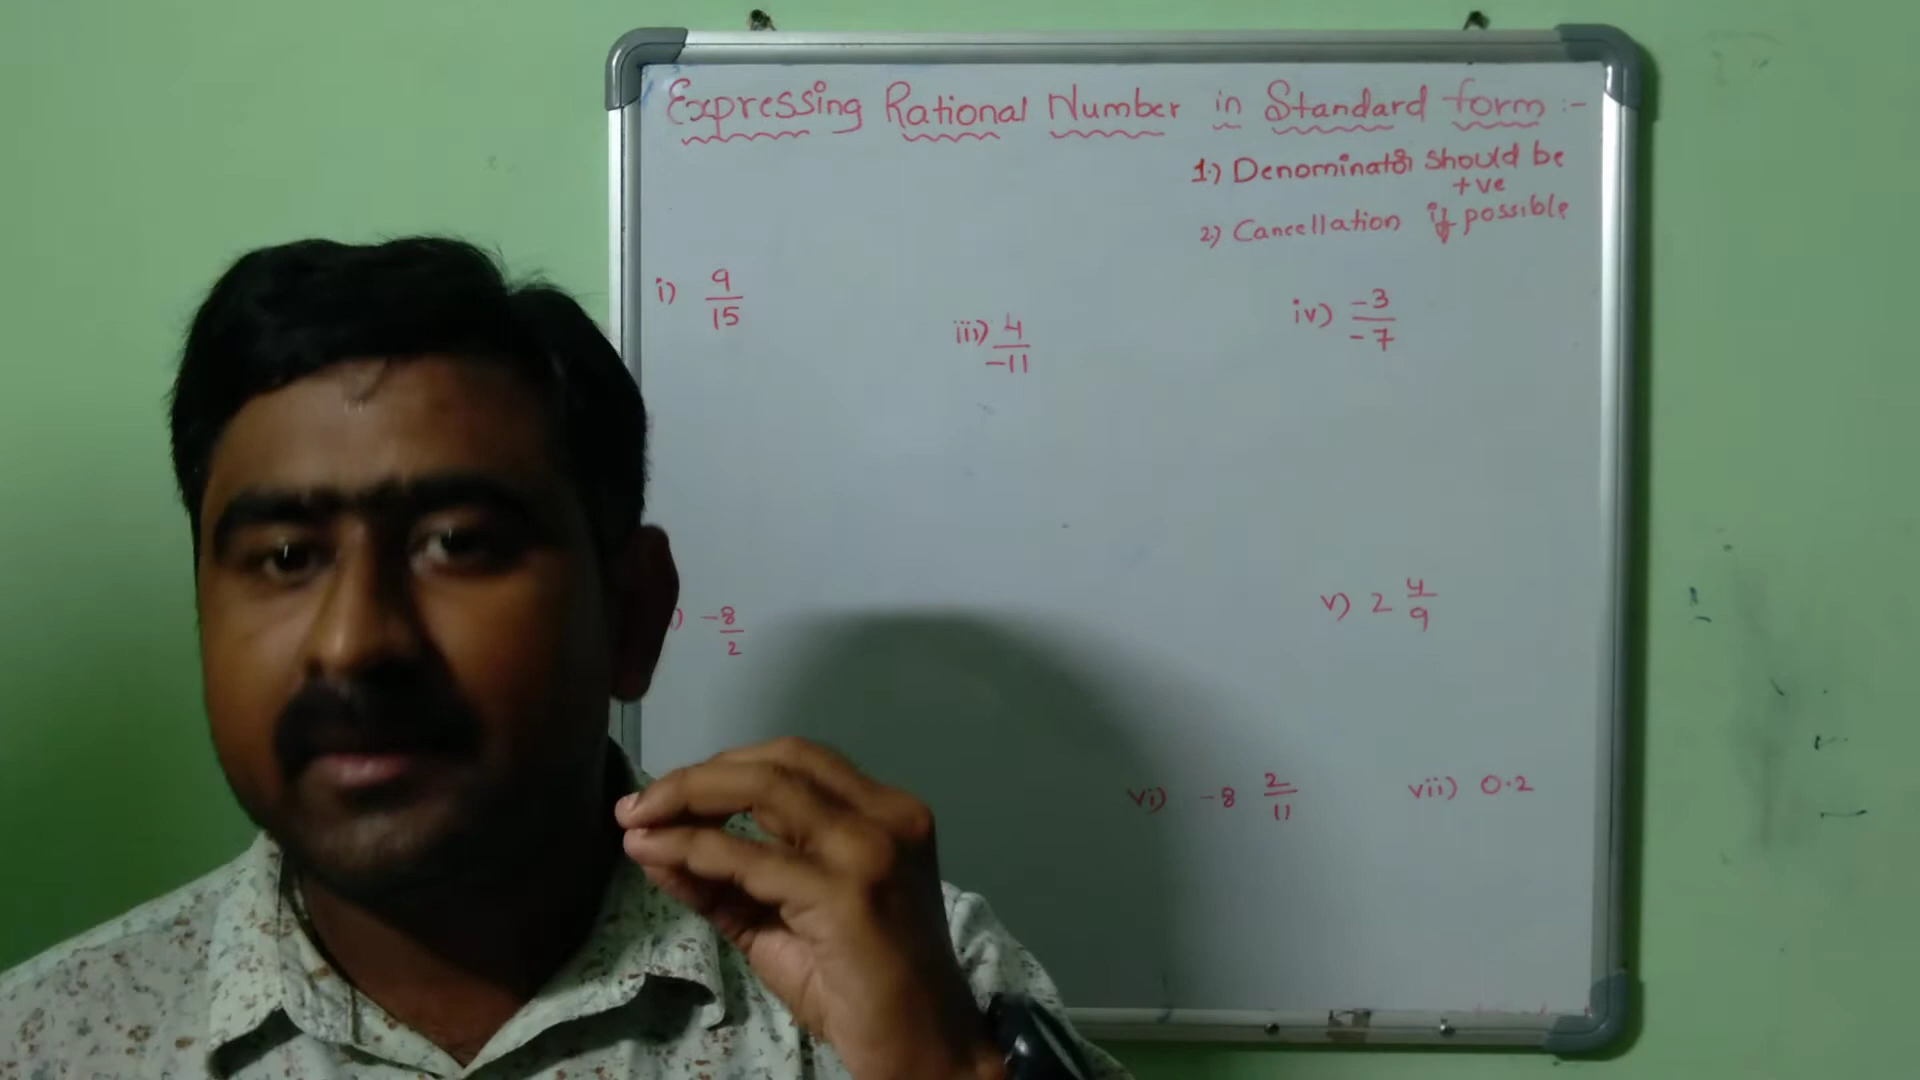 Expressing Rational Number in Standard form :-
1.) Denominator should be
+ve
2.) Cancellation if possible
i) 9/15
iii) 4/-11
iv) -3/-7
) -8/2
v) 2 4/9
vi) -8 2/11
vii) 0.2